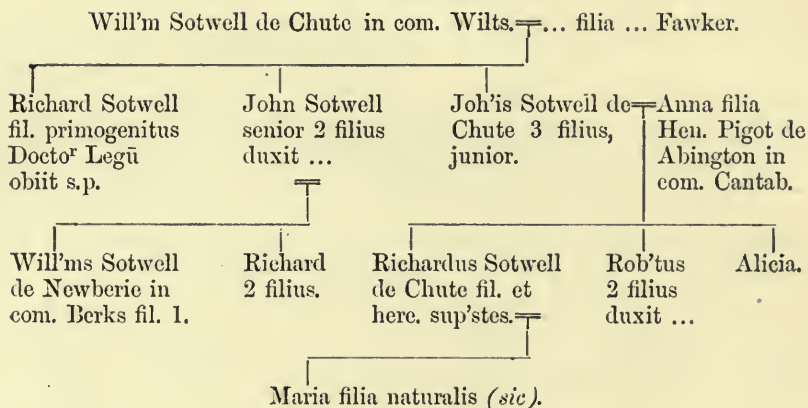 Will'm Sotwell de Chute in com. Wilts.=... filia ... Fawker.
Richard Sotwell
fil. primogenitus
Doctor Legū
obiit s.p.
John Sotwell
senior 2 filius
duxit ...
Joh'is Sotwell de=Anna filia
Chute 3 filius,
junior.
Hen. Pigot de
Abington in
com. Cantab.
Will'ms Sotwell
de Newberie in
com. Berks fil. 1.
Richard
2 filius.
Richardus Sotwell
de Chute fil. et
here. sup'stes.=
Rob'tus
2 filius
duxit ...
Alicia.
Maria filia naturalis (sic).